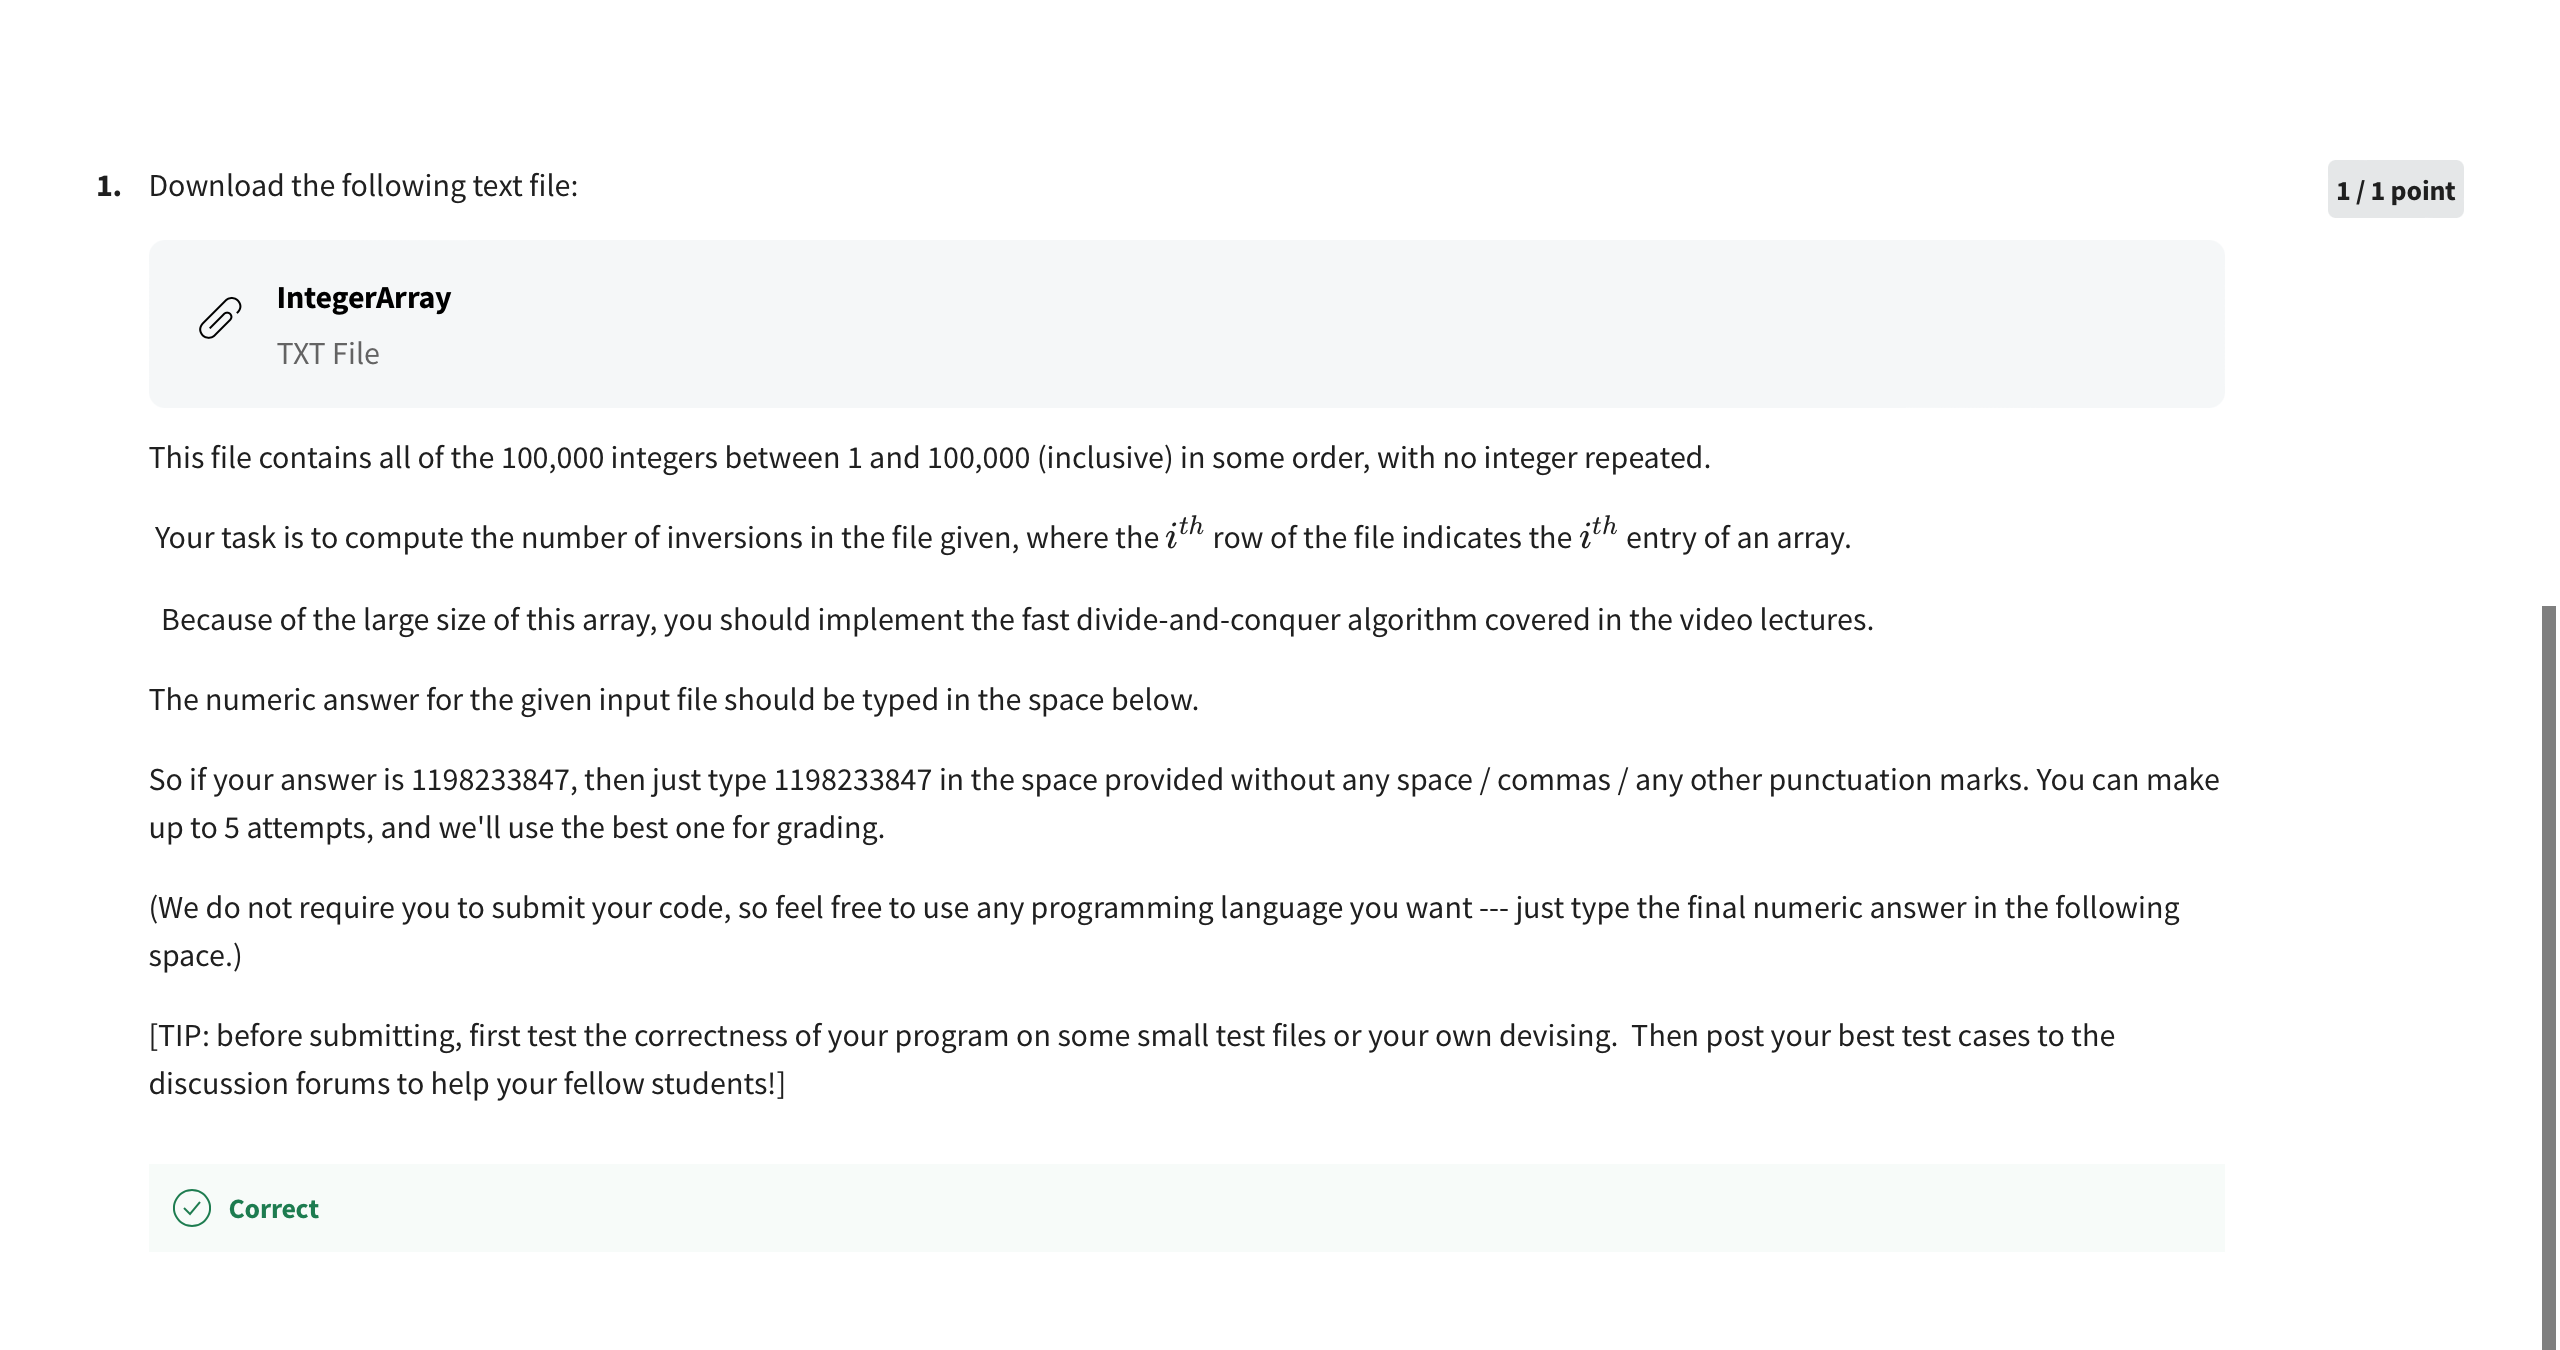 1. Download the following text file:
1 / 1 point
IntegerArray
TXT File
This file contains all of the 100,000 integers between 1 and 100,000 (inclusive) in some order, with no integer repeated.
Your task is to compute the number of inversions in the file given, where the i^{th} row of the file indicates the i^{th} entry of an array.
Because of the large size of this array, you should implement the fast divide-and-conquer algorithm covered in the video lectures.
The numeric answer for the given input file should be typed in the space below.
So if your answer is 1198233847, then just type 1198233847 in the space provided without any space / commas / any other punctuation marks. You can make
up to 5 attempts, and we'll use the best one for grading.
(We do not require you to submit your code, so feel free to use any programming language you want --- just type the final numeric answer in the following
space.)
[TIP: before submitting, first test the correctness of your program on some small test files or your own devising.  Then post your best test cases to the
discussion forums to help your fellow students!]
Correct